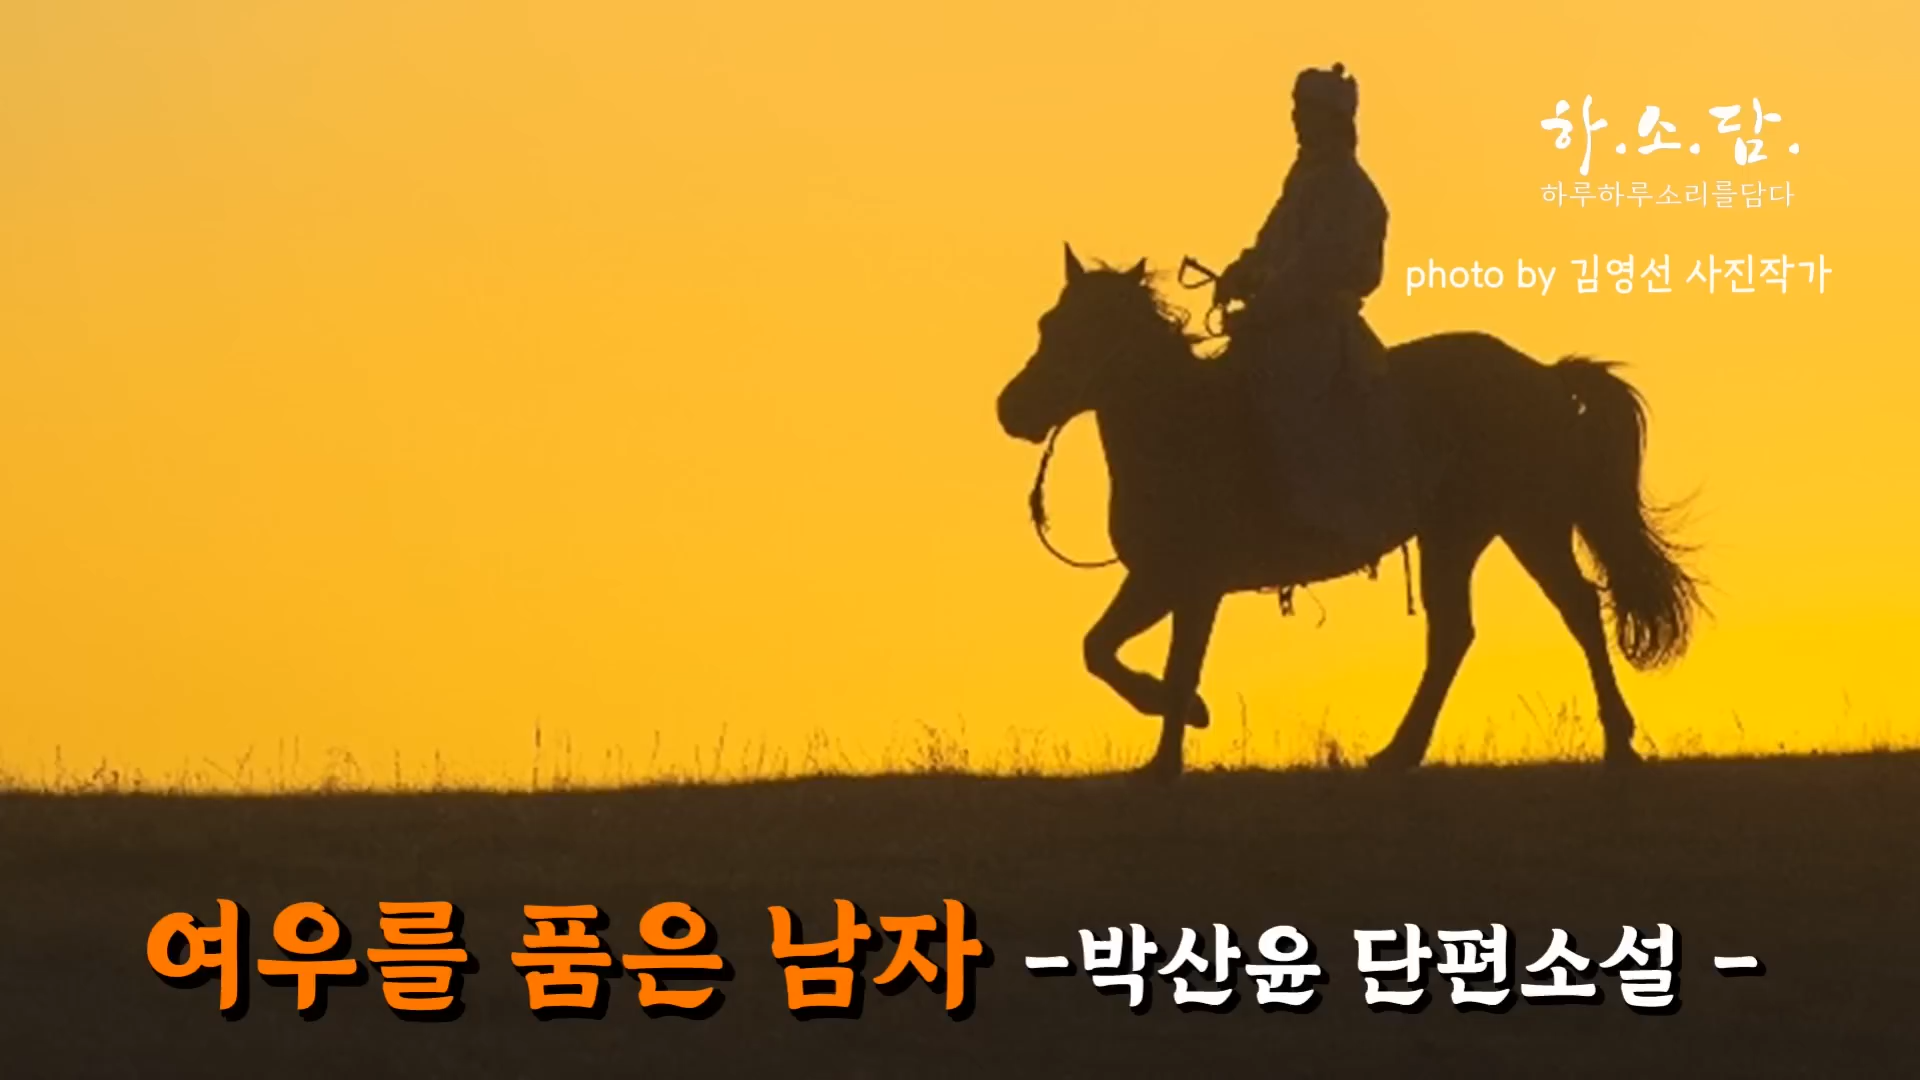 하.소.담.
하루하루소리를담다
photo by 김영선 사진작가
여우를 품은 남자 -박산윤 단편소설 -